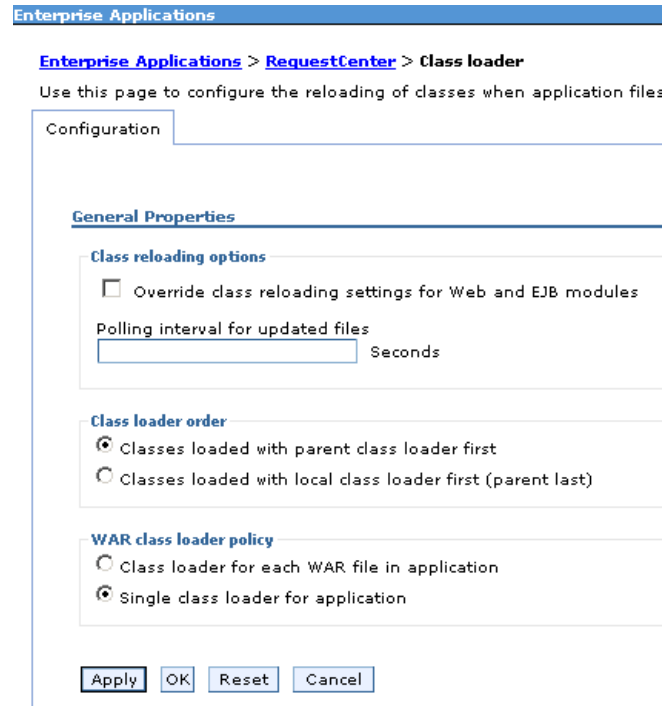 Enterprise Applications
Enterprise Applications > RequestCenter > Class loader
Use this page to configure the reloading of classes when application files
Configuration
General Properties
Class reloading options
Override class reloading settings for Web and EJB modules
Polling interval for updated files
Seconds
Class loader order
Classes loaded with parent class loader first
Classes loaded with local class loader first (parent last)
WAR class loader policy
Class loader for each WAR file in application
Single class loader for application
Apply OK Reset Cancel